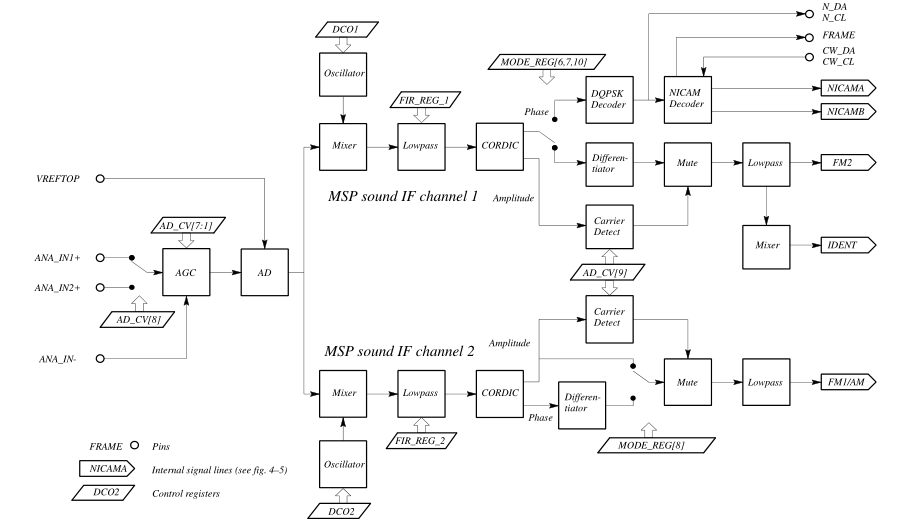 N_DA
N_CL
FRAME
CW_DA
CW_CL
DCO1
MODE_REG[6,7,10]
Oscillator
FIR_REG_1
Phase
DQPSK
Decoder
NICAM
Decoder
NICAMA
NICAMB
Mixer
Lowpass
CORDIC
Differen-
tiator
Mute
Lowpass
FM2
VREFTOP
MSP sound IF channel 1
Amplitude
AD_CV[7:1]
Carrier
Detect
Mixer
IDENT
ANA_IN1+
AGC
AD
AD_CV[9]
ANA_IN2+
AD_CV[8]
Carrier
Detect
ANA_IN-
MSP sound IF channel 2
Amplitude
Mixer
Lowpass
CORDIC
Differen-
tiator
Mute
Lowpass
FM1/AM
Phase
FIR_REG_2
MODE_REG[8]
Oscillator
DCO2
FRAME
Pins
NICAMA
Internal signal lines (see fig. 4–5)
DCO2
Control registers